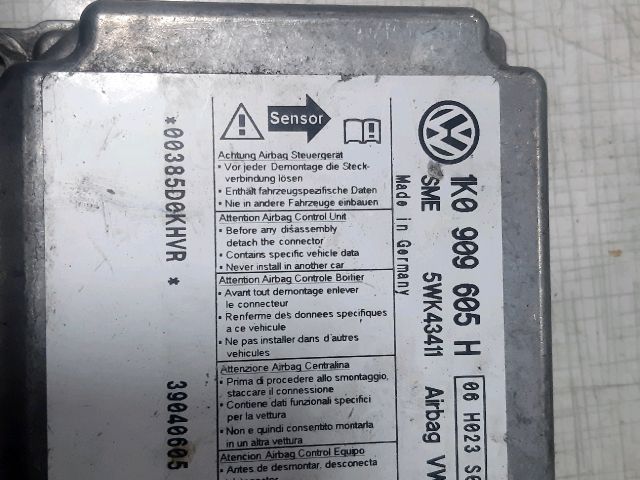 Sensor
Achtung Airbag Steuergerät
• Vor jeder Demontage die Steck-
verbindung lösen
• Enthält fahrzeugspezifische Daten
• Nie in andere Fahrzeuge einbauen
Attention Airbag Control Unit
• Before any disassembly
detach the connector
• Contains specific vehicle data
• Never install in another car
Attention Airbag Controle Boitier
• Avant tout demontage enlever
le connecteur
• Renferme des donnees specifiques
a ce vehicule
• Ne pas installer dans d'autres
vehicules
Attenzione Airbag Centralina
• Prima di procedere allo smontaggio,
staccare il connessione
• Contiene dati funzionali specifici
per la vettura
• Non e quindi consentito montarla
in un altra vettura
Atencion Airbag Control Equipo
• Antes de desmontar, desconecta
1K0 909 605 H
SME 5WK43411 Airbag VW
Made in Germany
06 H023
*00385D0KHVR * 39040605